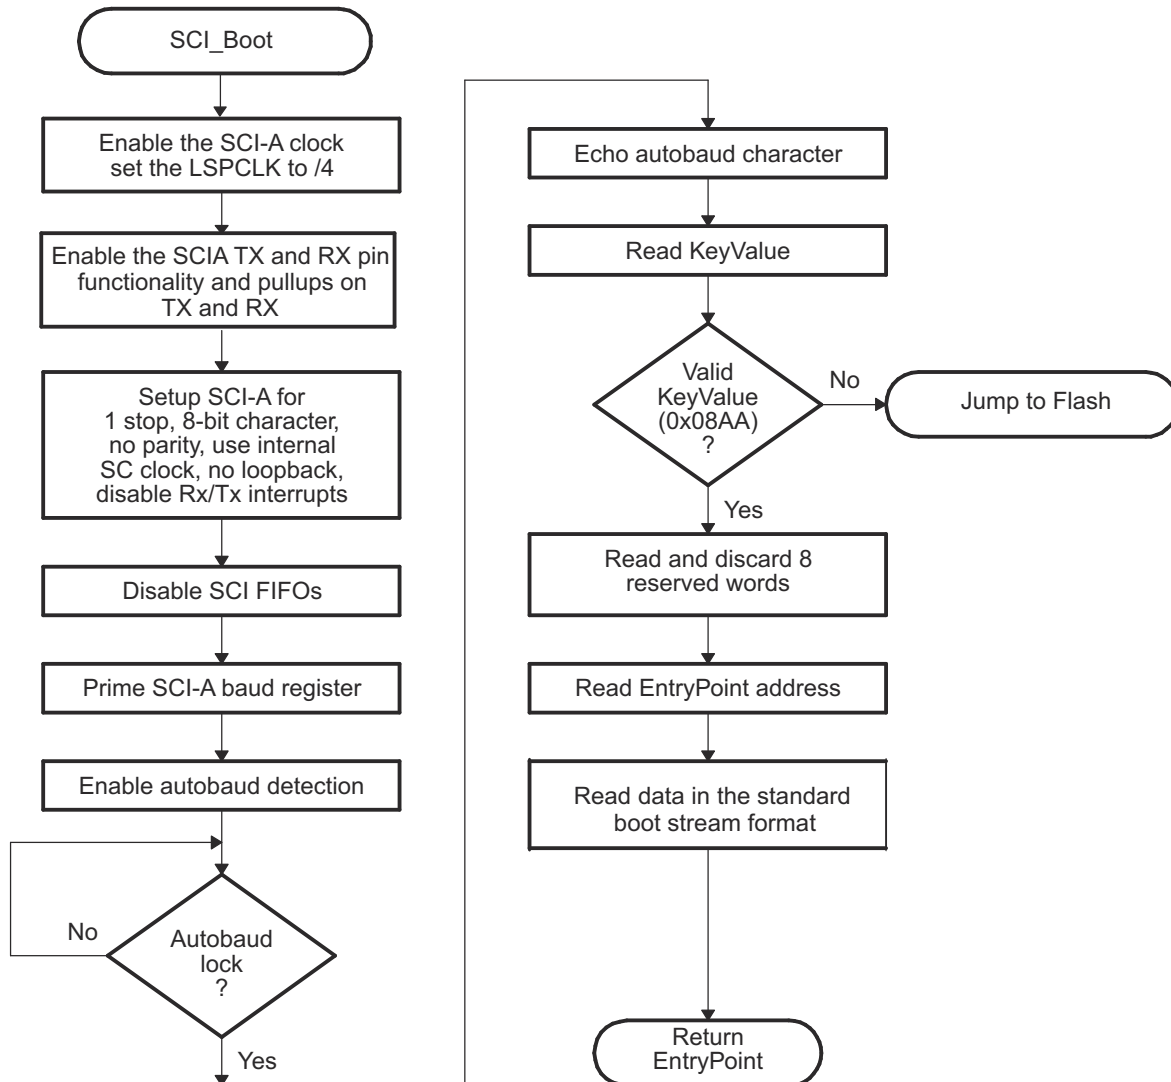 SCI_Boot
Enable the SCI-A clock
set the LSPCLK to /4
Enable the SCIA TX and RX pin
functionality and pullups on
TX and RX
Setup SCI-A for
1 stop, 8-bit character,
no parity, use internal
SC clock, no loopback,
disable Rx/Tx interrupts
Disable SCI FIFOs
Prime SCI-A baud register
Enable autobaud detection
No
Autobaud
lock
?
Yes
Echo autobaud character
Read KeyValue
Valid
KeyValue
(0x08AA)
?
No
Jump to Flash
Yes
Read and discard 8
reserved words
Read EntryPoint address
Read data in the standard
boot stream format
Return
EntryPoint